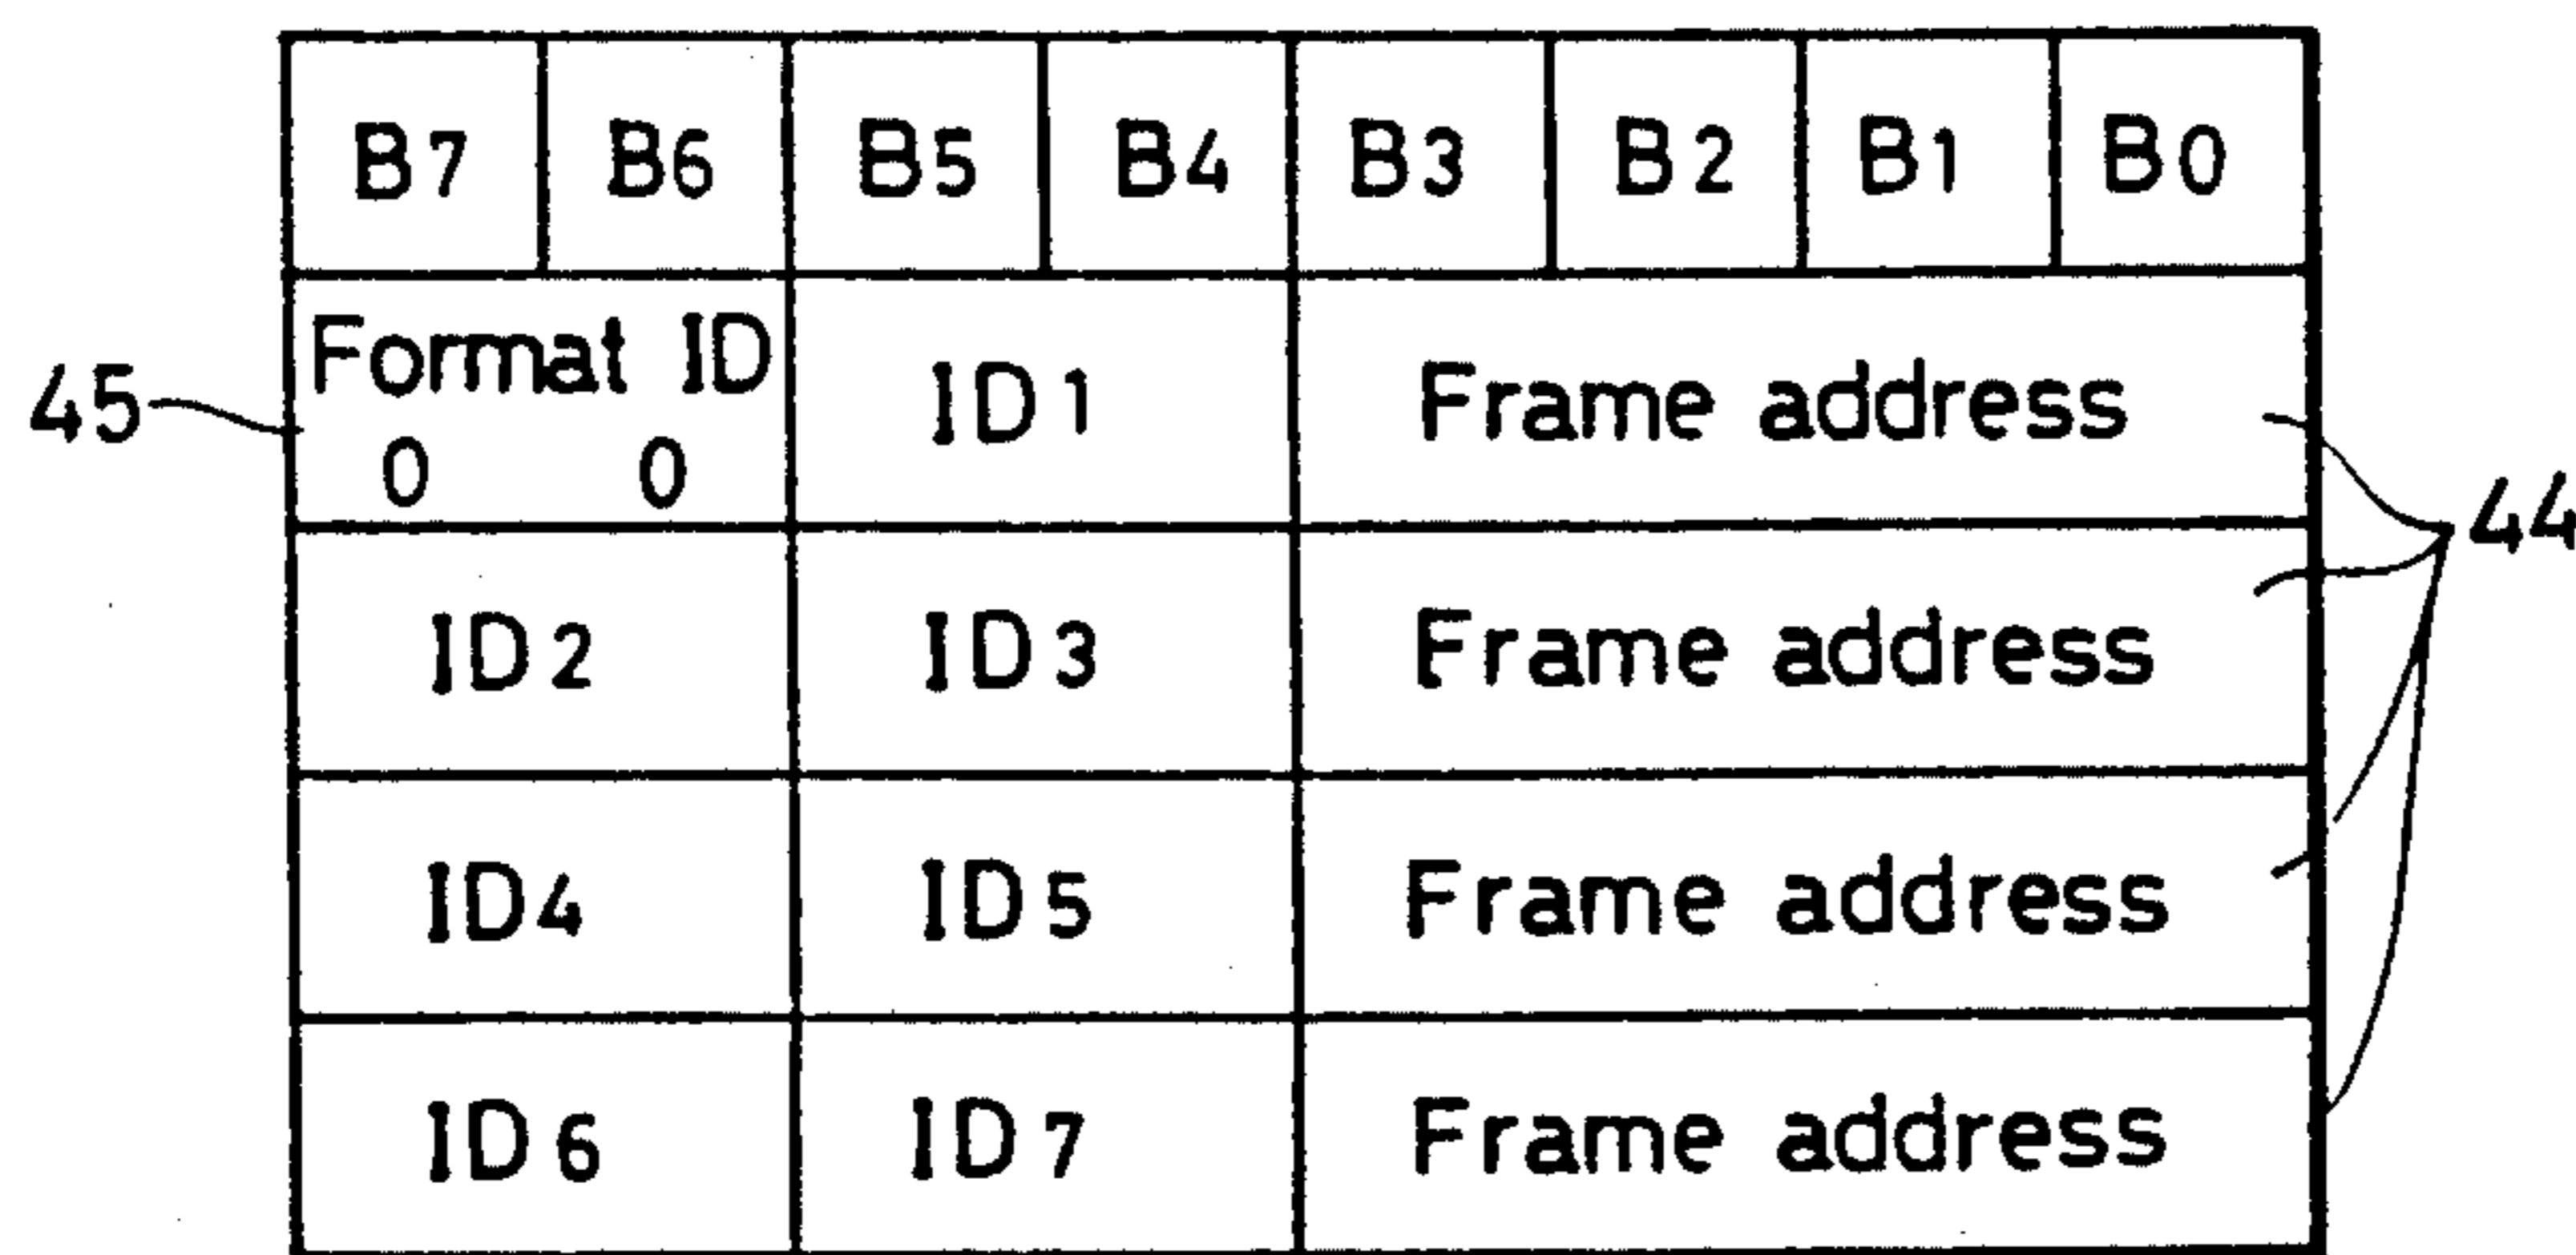 B7 B6 B5 B4 B3 B2 B1 B0
Format ID
0 0
ID1
Frame address
45
44
ID2 ID3 Frame address
ID4 ID5 Frame address
ID6 ID7 Frame address